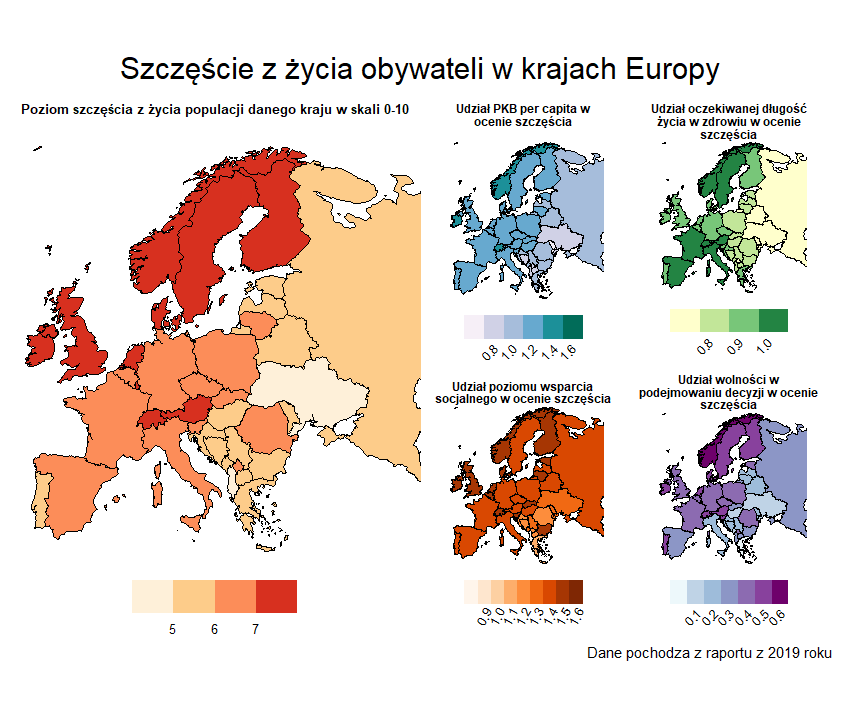 Szczęście z życia obywateli w krajach Europy
Poziom szczęścia z życia populacji danego kraju w skali 0-10
5 6 7
Udział PKB per capita w
ocenie szczęścia
0.8 1.0 1.2 1.4 1.6
Udział oczekiwanej długość
życia w zdrowiu w ocenie
szczęścia
0.8 0.9 1.0
Udział poziomu wsparcia
socjalnego w ocenie szczęścia
0.9 1.0 1.1 1.2 1.3 1.4 1.5 1.6
Udział wolności w
podejmowaniu decyzji w ocenie
szczęścia
0.1 0.2 0.3 0.4 0.5 0.6
Dane pochodza z raportu z 2019 roku